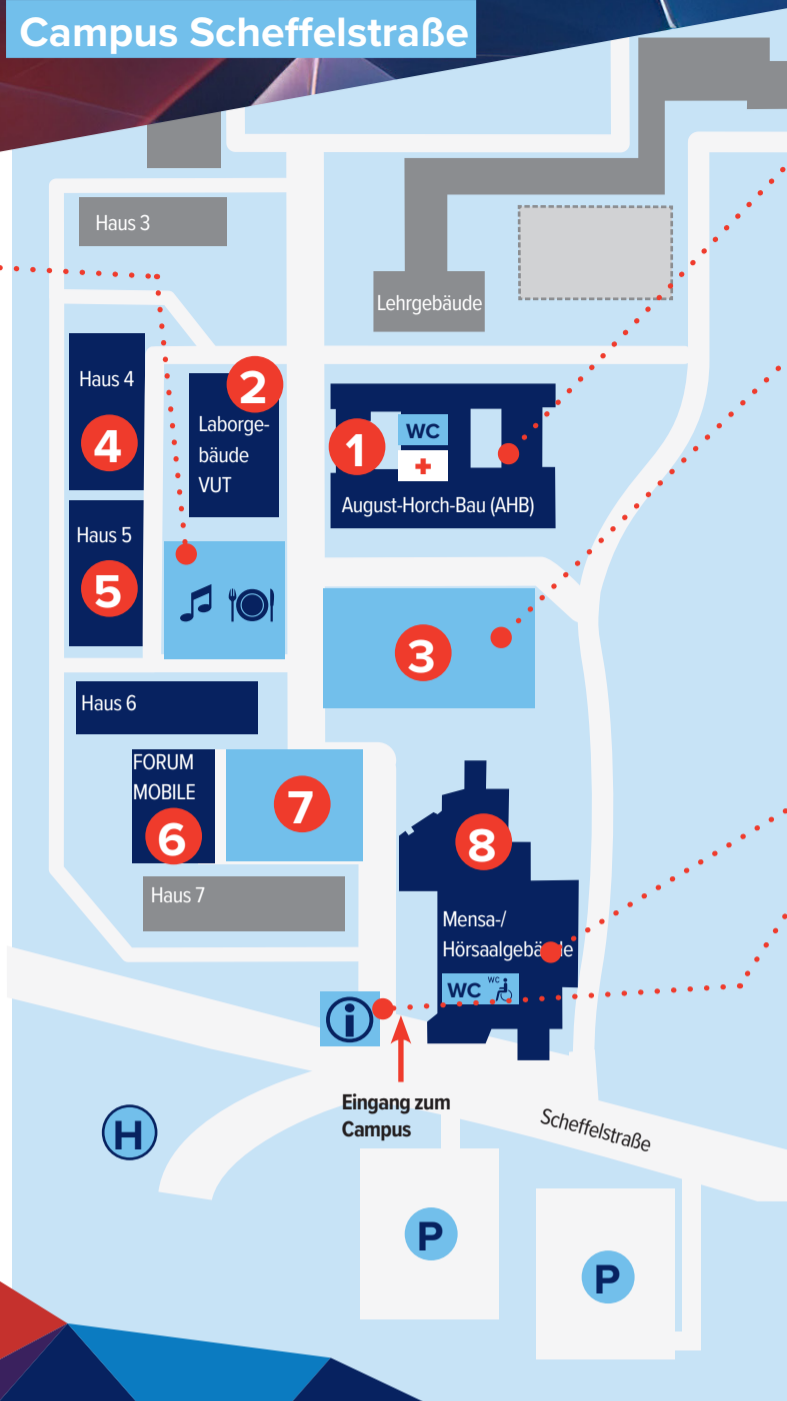 Campus Scheffelstraße
Haus 3
Lehrgebäude
Haus 4
4
2
Laborge-
bäude
VUT
1
WC
August-Horch-Bau (AHB)
Haus 5
5
3
Haus 6
FORUM
MOBILE
6
7
8
Haus 7
Mensa-/
Hörsaalgebäude
WC
WC
i
Eingang zum
Campus
H
Scheffelstraße
P
P